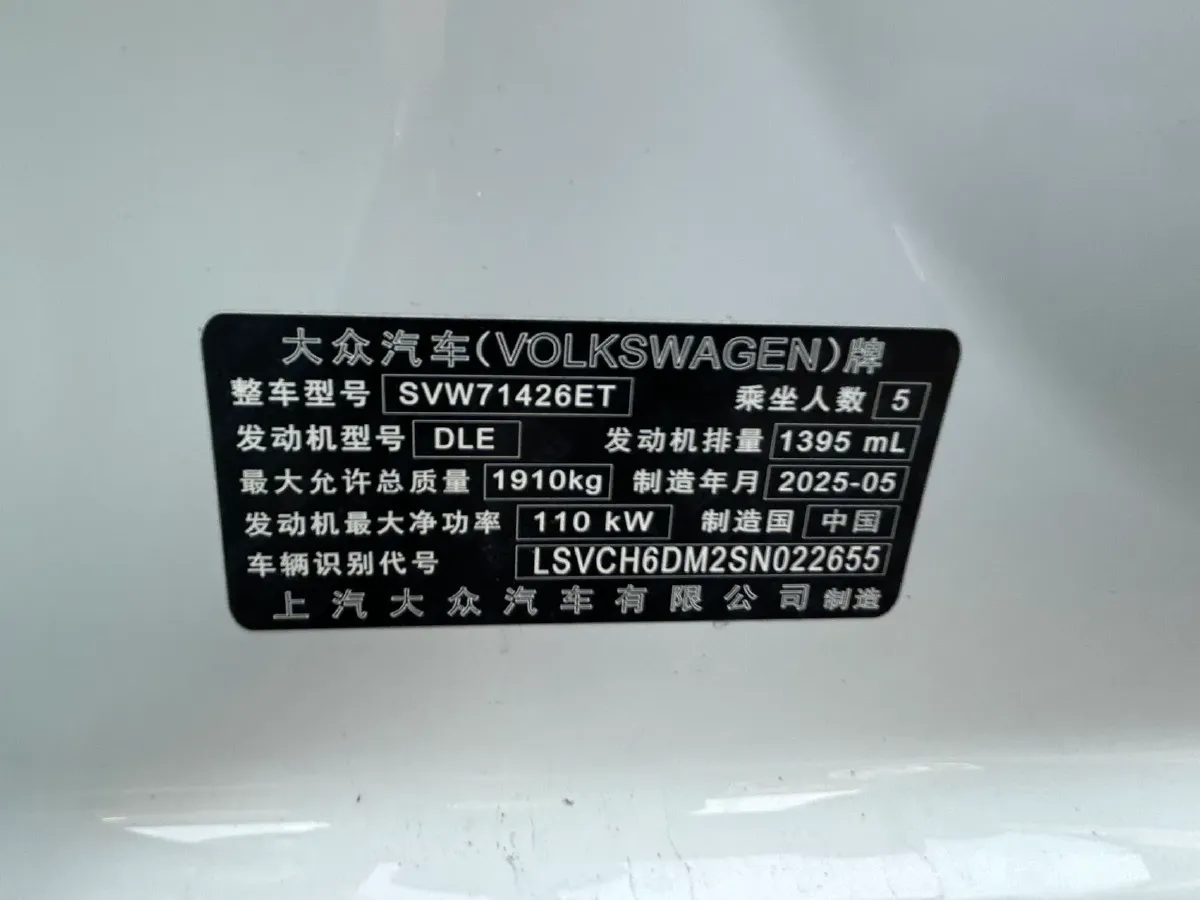 大众汽车(VOLKSWAGEN)牌
整车型号 SVW71426ET 乘坐人数 5
发动机型号 DLE 发动机排量 1395 mL
最大允许总质量 1910kg 制造年月 2025-05
发动机最大净功率 110 kW 制造国 中国
车辆识别代号 LSVCH6DM2SN022655
上汽大众汽车有限公司 制造